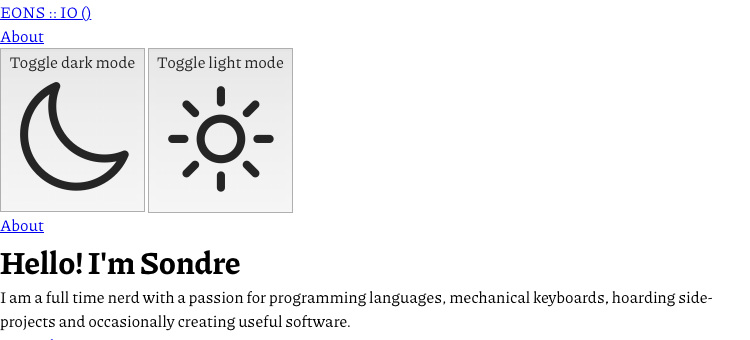 EONS :: IO ()
About
Toggle dark mode
Toggle light mode
About
Hello! I'm Sondre
I am a full time nerd with a passion for programming languages, mechanical keyboards, hoarding side-
projects and occasionally creating useful software.